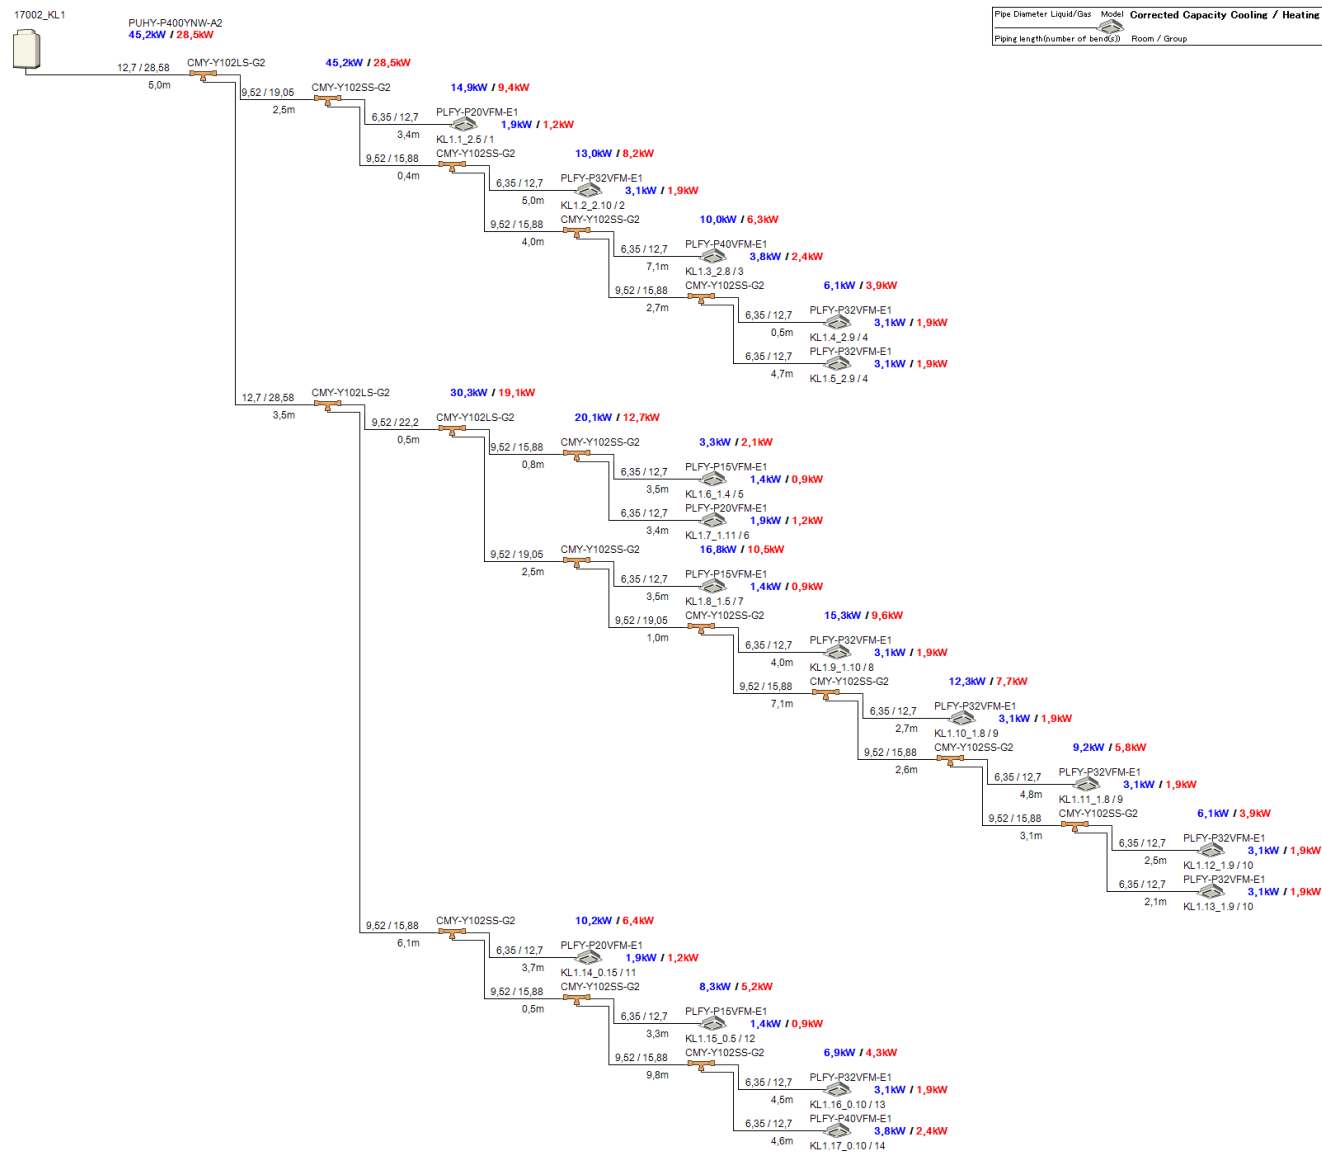 17002_KL1
PUHY-P400YNW-A2
45,2kW / 28,5kW
Pipe Diameter Liquid/Gas Model Corrected Capacity Cooling / Heating
Piping length(number of bend(s)) Room / Group
12,7 / 28,58
5,0m
CMY-Y102LS-G2
45,2kW / 28,5kW
9,52 / 19,05
2,5m
CMY-Y102SS-G2
14,9kW / 9,4kW
6,35 / 12,7
3,4m
PLFY-P20VFM-E1
1,9kW / 1,2kW
KL1.1_2.5 / 1
9,52 / 15,88
0,4m
CMY-Y102SS-G2
13,0kW / 8,2kW
6,35 / 12,7
5,0m
PLFY-P32VFM-E1
3,1kW / 1,9kW
KL1.2_2.10 / 2
9,52 / 15,88
4,0m
CMY-Y102SS-G2
10,0kW / 6,3kW
6,35 / 12,7
7,1m
PLFY-P40VFM-E1
3,8kW / 2,4kW
KL1.3_2.8 / 3
9,52 / 15,88
2,7m
CMY-Y102SS-G2
6,1kW / 3,9kW
6,35 / 12,7
0,5m
PLFY-P32VFM-E1
3,1kW / 1,9kW
KL1.4_2.9 / 4
6,35 / 12,7
4,7m
PLFY-P32VFM-E1
3,1kW / 1,9kW
KL1.5_2.9 / 4
12,7 / 28,58
3,5m
CMY-Y102LS-G2
30,3kW / 19,1kW
9,52 / 22,2
0,5m
CMY-Y102LS-G2
20,1kW / 12,7kW
9,52 / 15,88
0,8m
CMY-Y102SS-G2
3,3kW / 2,1kW
6,35 / 12,7
3,5m
PLFY-P15VFM-E1
1,4kW / 0,9kW
KL1.6_1.4 / 5
6,35 / 12,7
3,4m
PLFY-P20VFM-E1
1,9kW / 1,2kW
KL1.7_1.11 / 6
9,52 / 19,05
2,5m
CMY-Y102SS-G2
16,8kW / 10,5kW
6,35 / 12,7
3,5m
PLFY-P15VFM-E1
1,4kW / 0,9kW
KL1.8_1.5 / 7
9,52 / 19,05
1,0m
CMY-Y102SS-G2
15,3kW / 9,6kW
6,35 / 12,7
4,0m
PLFY-P32VFM-E1
3,1kW / 1,9kW
KL1.9_1.10 / 8
9,52 / 15,88
7,1m
CMY-Y102SS-G2
12,3kW / 7,7kW
6,35 / 12,7
2,7m
PLFY-P32VFM-E1
3,1kW / 1,9kW
KL1.10_1.8 / 9
9,52 / 15,88
2,6m
CMY-Y102SS-G2
9,2kW / 5,8kW
6,35 / 12,7
4,8m
PLFY-P32VFM-E1
3,1kW / 1,9kW
KL1.11_1.8 / 9
9,52 / 15,88
3,1m
CMY-Y102SS-G2
6,1kW / 3,9kW
6,35 / 12,7
2,5m
PLFY-P32VFM-E1
3,1kW / 1,9kW
KL1.12_1.9 / 10
6,35 / 12,7
2,1m
PLFY-P32VFM-E1
3,1kW / 1,9kW
KL1.13_1.9 / 10
9,52 / 15,88
6,1m
CMY-Y102SS-G2
10,2kW / 6,4kW
6,35 / 12,7
3,7m
PLFY-P20VFM-E1
1,9kW / 1,2kW
KL1.14_0.15 / 11
9,52 / 15,88
0,5m
CMY-Y102SS-G2
8,3kW / 5,2kW
6,35 / 12,7
3,3m
PLFY-P15VFM-E1
1,4kW / 0,9kW
KL1.15_0.5 / 12
9,52 / 15,88
9,8m
CMY-Y102SS-G2
6,9kW / 4,3kW
6,35 / 12,7
4,5m
PLFY-P32VFM-E1
3,1kW / 1,9kW
KL1.16_0.10 / 13
6,35 / 12,7
4,6m
PLFY-P40VFM-E1
3,8kW / 2,4kW
KL1.17_0.10 / 14